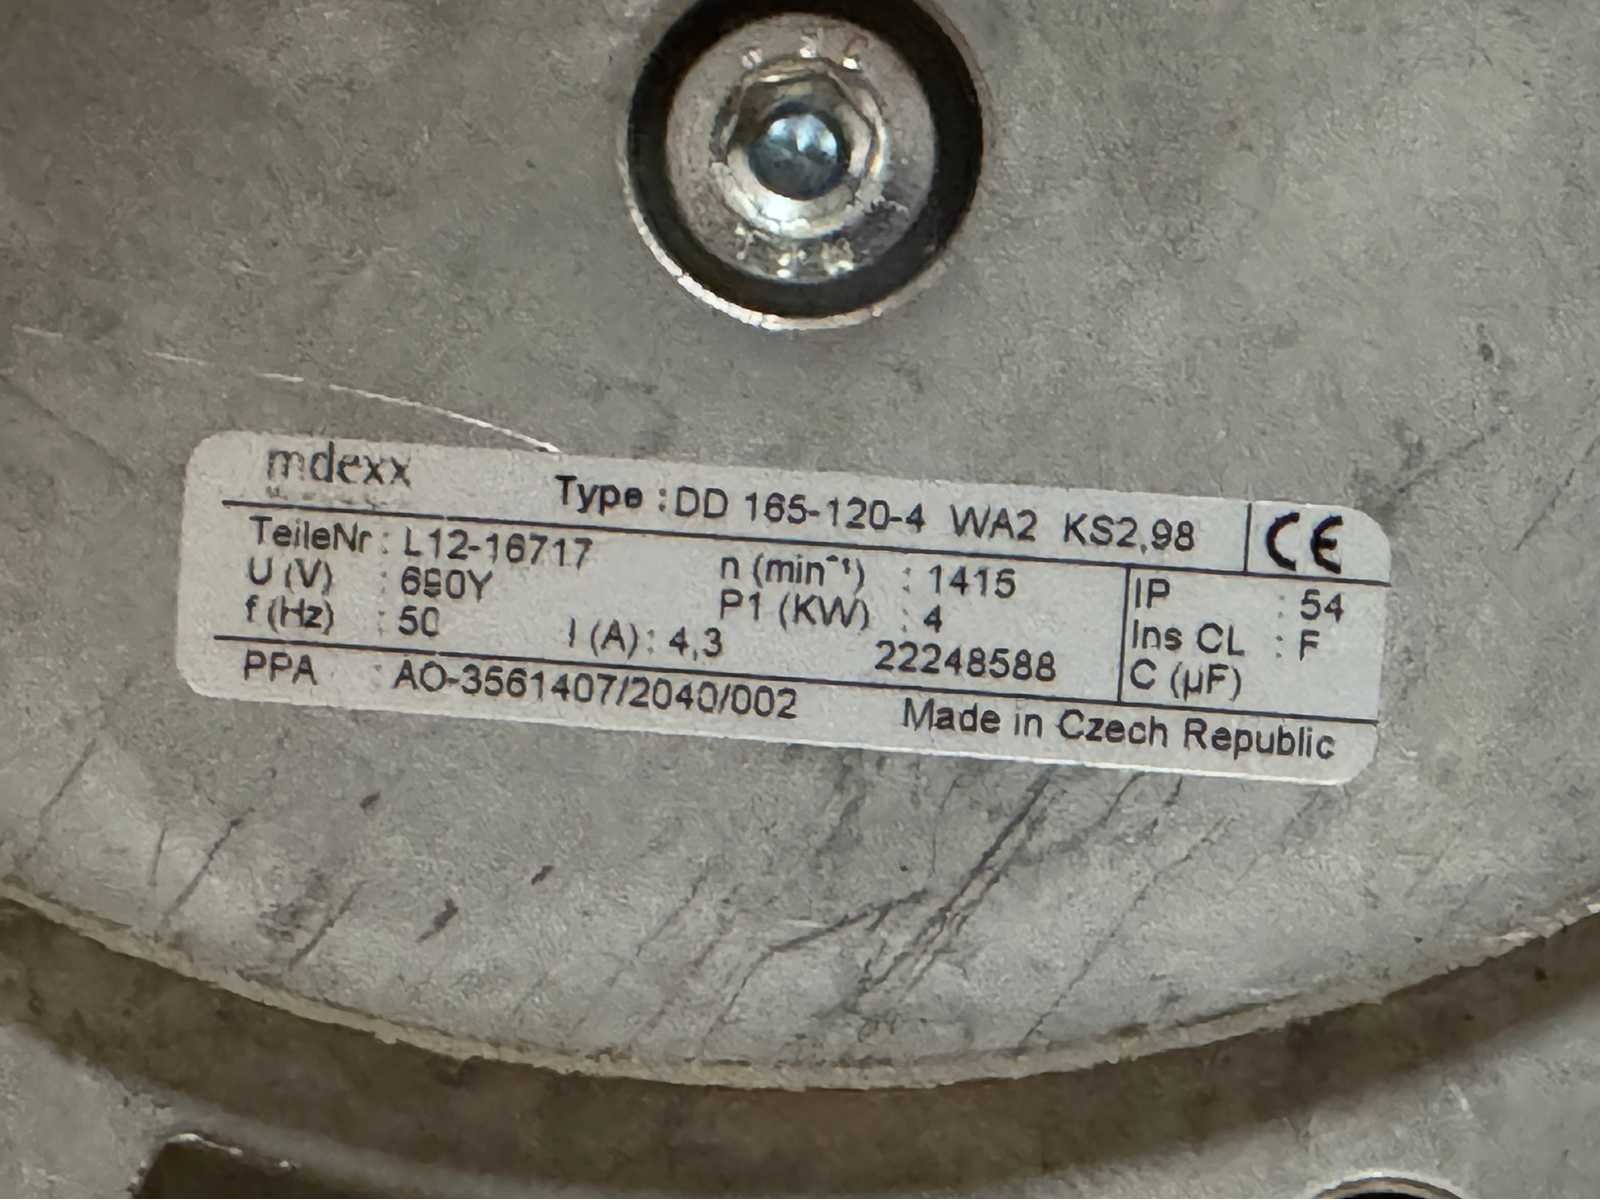 mdexx
Type : DD 165-120-4 WA2 KS2,98 CE
TeileNr : L12-16717 n (min⁻¹) : 1415 IP : 54
U (V) : 690Y P1 (KW) : 4 Ins CL : F
f (Hz) : 50 I (A) : 4,3 22248588 C (µF)
PPA : AO-3561407/2040/002 Made in Czech Republic